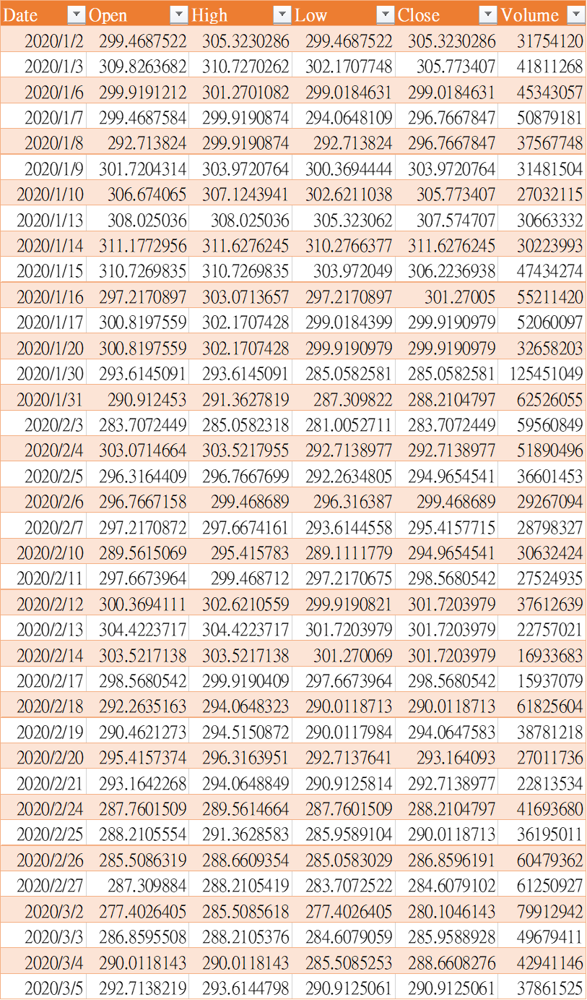 Date Open High Low Close Volume
2020/1/2 299.4687522 305.3230286 299.4687522 305.3230286 31754120
2020/1/3 309.8263682 310.7270262 302.1707748 305.773407 41811268
2020/1/6 299.9191212 301.2701082 299.0184631 299.0184631 45343057
2020/1/7 299.4687584 299.9190874 294.0648109 296.7667847 50879181
2020/1/8 292.713824 299.9190874 292.713824 296.7667847 37567748
2020/1/9 301.7204314 303.9720764 300.3694444 303.9720764 31481504
2020/1/10 306.674065 307.1243941 302.6211038 305.773407 27032115
2020/1/13 308.025036 308.025036 305.323062 307.574707 30663332
2020/1/14 311.1772956 311.6276245 310.2766377 311.6276245 30223993
2020/1/15 310.7269835 310.7269835 303.972049 306.2236938 47434274
2020/1/16 297.2170897 303.0713657 297.2170897 301.27005 55211420
2020/1/17 300.8197559 302.1707428 299.0184399 299.9190979 52060097
2020/1/20 300.8197559 302.1707428 299.9190979 299.9190979 32658203
2020/1/30 293.6145091 293.6145091 285.0582581 285.0582581 125451049
2020/1/31 290.912453 291.3627819 287.309822 288.2104797 62526055
2020/2/3 283.7072449 285.0582318 281.0052711 283.7072449 59560849
2020/2/4 303.0714664 303.5217955 292.7138977 292.7138977 51890496
2020/2/5 296.3164409 296.7667699 292.2634805 294.9654541 36601453
2020/2/6 296.7667158 299.468689 296.316387 299.468689 29267094
2020/2/7 297.2170872 297.6674161 293.6144558 295.4157715 28798327
2020/2/10 289.5615069 295.415783 289.1111779 294.9654541 30632424
2020/2/11 297.6673964 299.468712 297.2170675 298.5680542 27524935
2020/2/12 300.3694111 302.6210559 299.9190821 301.7203979 37612639
2020/2/13 304.4223717 304.4223717 301.7203979 301.7203979 22757021
2020/2/14 303.5217138 303.5217138 301.270069 301.7203979 16933683
2020/2/17 298.5680542 299.9190409 297.6673964 298.5680542 15937079
2020/2/18 292.2635163 294.0648323 290.0118713 290.0118713 61825604
2020/2/19 290.4621273 294.5150872 290.0117984 294.0647583 38781218
2020/2/20 295.4157374 296.3163951 292.7137641 293.164093 27011736
2020/2/21 293.1642268 294.0648849 290.9125814 292.7138977 22813534
2020/2/24 287.7601509 289.5614664 287.7601509 288.2104797 41693680
2020/2/25 288.2105554 291.3628583 285.9589104 290.0118713 36195011
2020/2/26 285.5086319 288.6609354 285.0583029 286.8596191 60479362
2020/2/27 287.309884 288.2105419 283.7072522 284.6079102 61250927
2020/3/2 277.4026405 285.5085618 277.4026405 280.1046143 79912942
2020/3/3 286.8595508 288.2105376 284.6079059 285.9588928 49679411
2020/3/4 290.0118143 290.0118143 285.5085253 288.6608276 42941146
2020/3/5 292.7138219 293.6144798 290.9125061 290.9125061 37861525